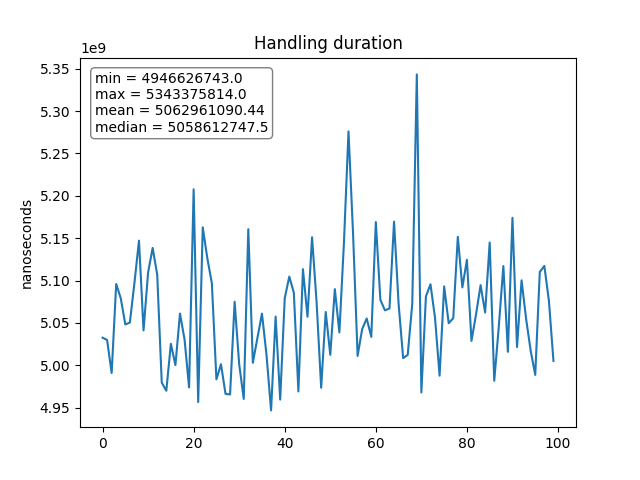 Handling duration
1e9
min = 4946626743.0
max = 5343375814.0
mean = 5062961090.44
median = 5058612747.5
nanoseconds
5.35
5.30
5.25
5.20
5.15
5.10
5.05
5.00
4.95
0 20 40 60 80 100